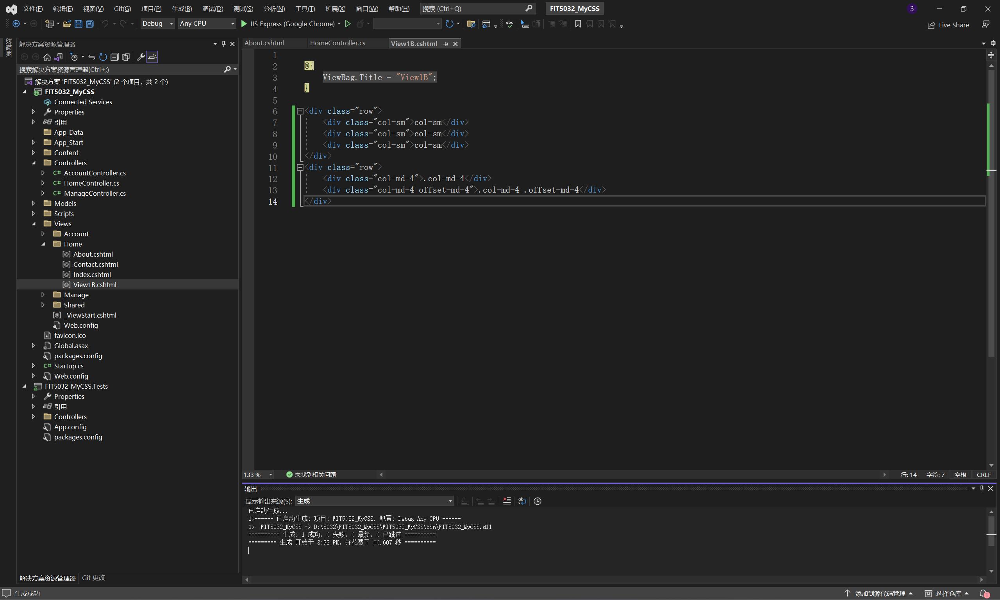 文件(F) 编辑(E) 视图(V) Git(G) 项目(P) 生成(B) 调试(D) 测试(S) 分析(N) 工具(T) 扩展(X) 窗口(W) 帮助(H) 搜索 (Ctrl+Q) FIT5032_MyCSS 3
Debug Any CPU IIS Express (Google Chrome) Live Share
数据源
解决方案资源管理器
搜索解决方案资源管理器(Ctrl+;)
解决方案 'FIT5032_MyCSS' (2 个项目，共 2 个)
FIT5032_MyCSS
Connected Services
Properties
引用
App_Data
App_Start
Content
Controllers
C# AccountController.cs
C# HomeController.cs
C# ManageController.cs
Models
Scripts
Views
Account
Home
[@] About.cshtml
[@] Contact.cshtml
[@] Index.cshtml
[@] View1B.cshtml
Manage
Shared
[@] _ViewStart.cshtml
Web.config
favicon.ico
Global.asax
packages.config
C# Startup.cs
Web.config
FIT5032_MyCSS.Tests
Properties
引用
Controllers
App.config
packages.config
解决方案资源管理器 Git 更改
About.cshtml HomeController.cs View1B.cshtml
1
2 @{
3 ViewBag.Title = "View1B";
4 }
5
6 <div class="row">
7 <div class="col-sm">col-sm</div>
8 <div class="col-sm">col-sm</div>
9 <div class="col-sm">col-sm</div>
10 </div>
11 <div class="row">
12 <div class="col-md-4">.col-md-4</div>
13 <div class="col-md-4 offset-md-4">.col-md-4 .offset-md-4</div>
14 </div>
133 % 未找到相关问题 行: 14 字符: 7 空格 CRLF
输出
显示输出来源(S): 生成
已启动生成...
1>------ 已启动生成: 项目: FIT5032_MyCSS, 配置: Debug Any CPU ------
1>  FIT5032_MyCSS -> D:\5032\FIT5032_MyCSS\FIT5032_MyCSS\bin\FIT5032_MyCSS.dll
========== 生成: 1 成功，0 失败，0 最新，0 已跳过 ==========
========= 生成 开始于 3:53 PM，并花费了 00.607 秒 ==========
生成成功 添加到源代码管理 选择仓库 1